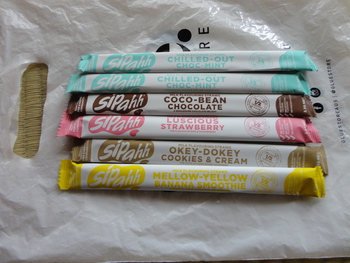 RE
SiPahh
CHILLED-OUT
CHOC-MINT
SiPahh
CHILLED-OUT
CHOC-MINT
SiPahh
COCO-BEAN
CHOCOLATE
SiPahh
LUSCIOUS
STRAWBERRY
SiPahh
OKEY-DOKEY
COOKIES & CREAM
SiPahh
MELLOW-YELLOW
BANANA SMOOTHIE